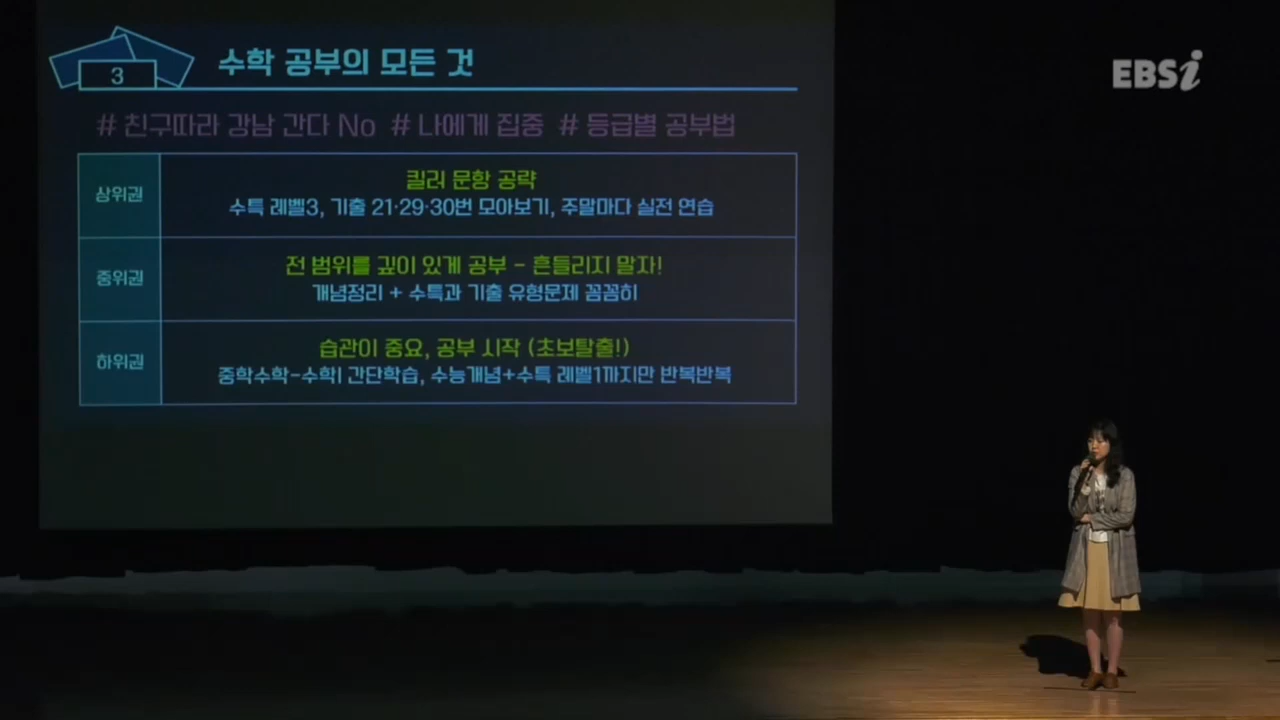 3
수학 공부의 모든 것
EBSi
# 친구따라 강남 간다 No # 나에게 집중 # 등급별 공부법
상위권
킬러 문항 공략
수특 레벨3, 기출 21·29·30번 모아보기, 주말마다 실전 연습
중위권
전 범위를 깊이 있게 공부 - 흔들리지 말자!
개념정리 + 수특과 기출 유형문제 꼼꼼히
하위권
습관이 중요, 공부 시작 (초보탈출!)
중학수학-수학Ⅰ 간단학습, 수능개념+수특 레벨1까지만 반복반복